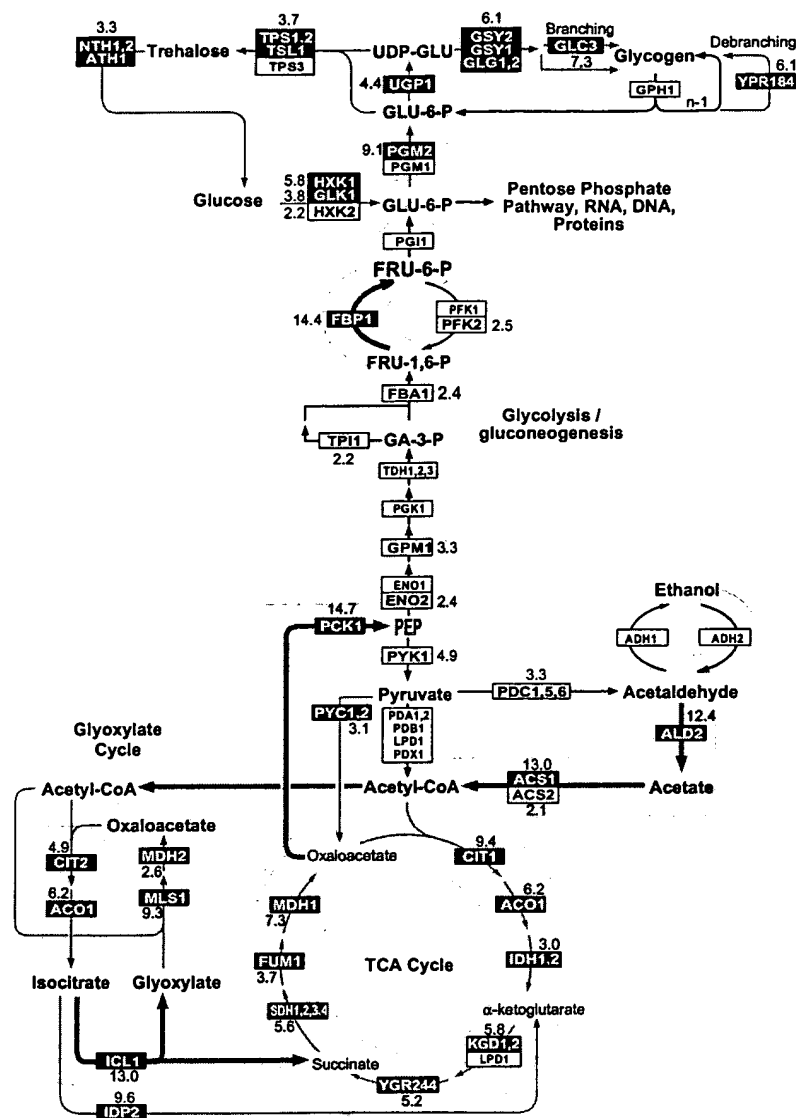 3.3
NTH1,2
ATH1
Trehalose
3.7
TPS1,2
TSL1
TPS3
UDP-GLU
6.1
GSY2
GSY1
GLG1,2
Branching
GLC3
7,3
Glycogen
Debranching
6.1
YPR184
GPH1
n-1
4.4
UGP1
GLU-6-P
9.1
PGM2
PGM1
Glucose
5.8
HXK1
3.8
GLK1
2.2
HXK2
GLU-6-P
Pentose Phosphate
Pathway, RNA, DNA,
Proteins
PGI1
FRU-6-P
14.4
FBP1
PFK1
PFK2
2.5
FRU-1,6-P
FBA1
2.4
Glycolysis /
gluconeogenesis
TPI1
2.2
GA-3-P
TDH1,2,3
PGK1
GPM1
3.3
ENO1
ENO2
2.4
14.7
PCK1
PEP
PYK1
4.9
Ethanol
ADH1
ADH2
Pyruvate
3.3
PDC1,5,6
Acetaldehyde
PYC1,2
3.1
PDA1,2
PDB1
LPD1
PDX1
12.4
ALD2
Glyoxylate
Cycle
Acetyl-CoA
Acetyl-CoA
13.0
ACS1
ACS2
2.1
Acetate
Oxaloacetate
4.9
CIT2
MDH2
2.6
6.2
ACO1
MLS1
9.3
Isocitrate
Glyoxylate
ICL1
13.0
9.6
IDP2
Oxaloacetate
9.4
CIT1
6.2
ACO1
3.0
IDH1,2
α-ketoglutarate
5.8
KGD1,2
LPD1
YGR244
5.2
Succinate
SDH1,2,3,4
5.6
FUM1
3.7
MDH1
7.3
TCA Cycle